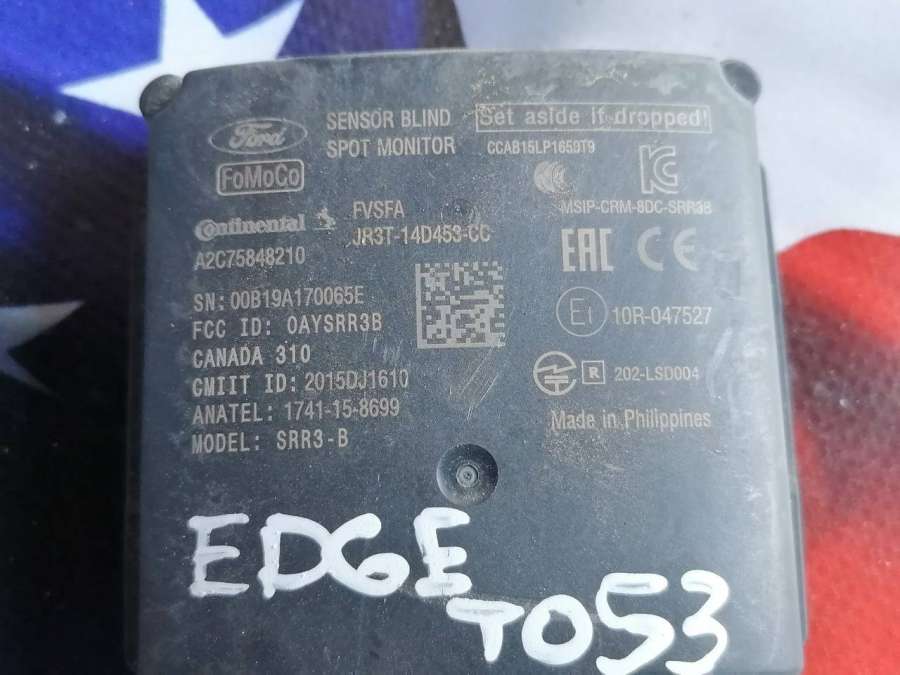 Ford
FoMoCo
SENSOR BLIND
SPOT MONITOR
Set aside if dropped!
CCAB15LP1659T9
MSIP-CRM-8DC-SRR3B
Continental
FVSFA
JR3T-14D453-CC
A2C75848210
EAC CE
SN: 00B19A170065E
FCC ID: OAYSRR3B
CANADA 310
CMIIT ID: 2015DJ1610
ANATEL: 1741-15-8699
MODEL: SRR3-B
E1 10R-047527
R 202-LSD004
Made in Philippines
EDGE
TO53